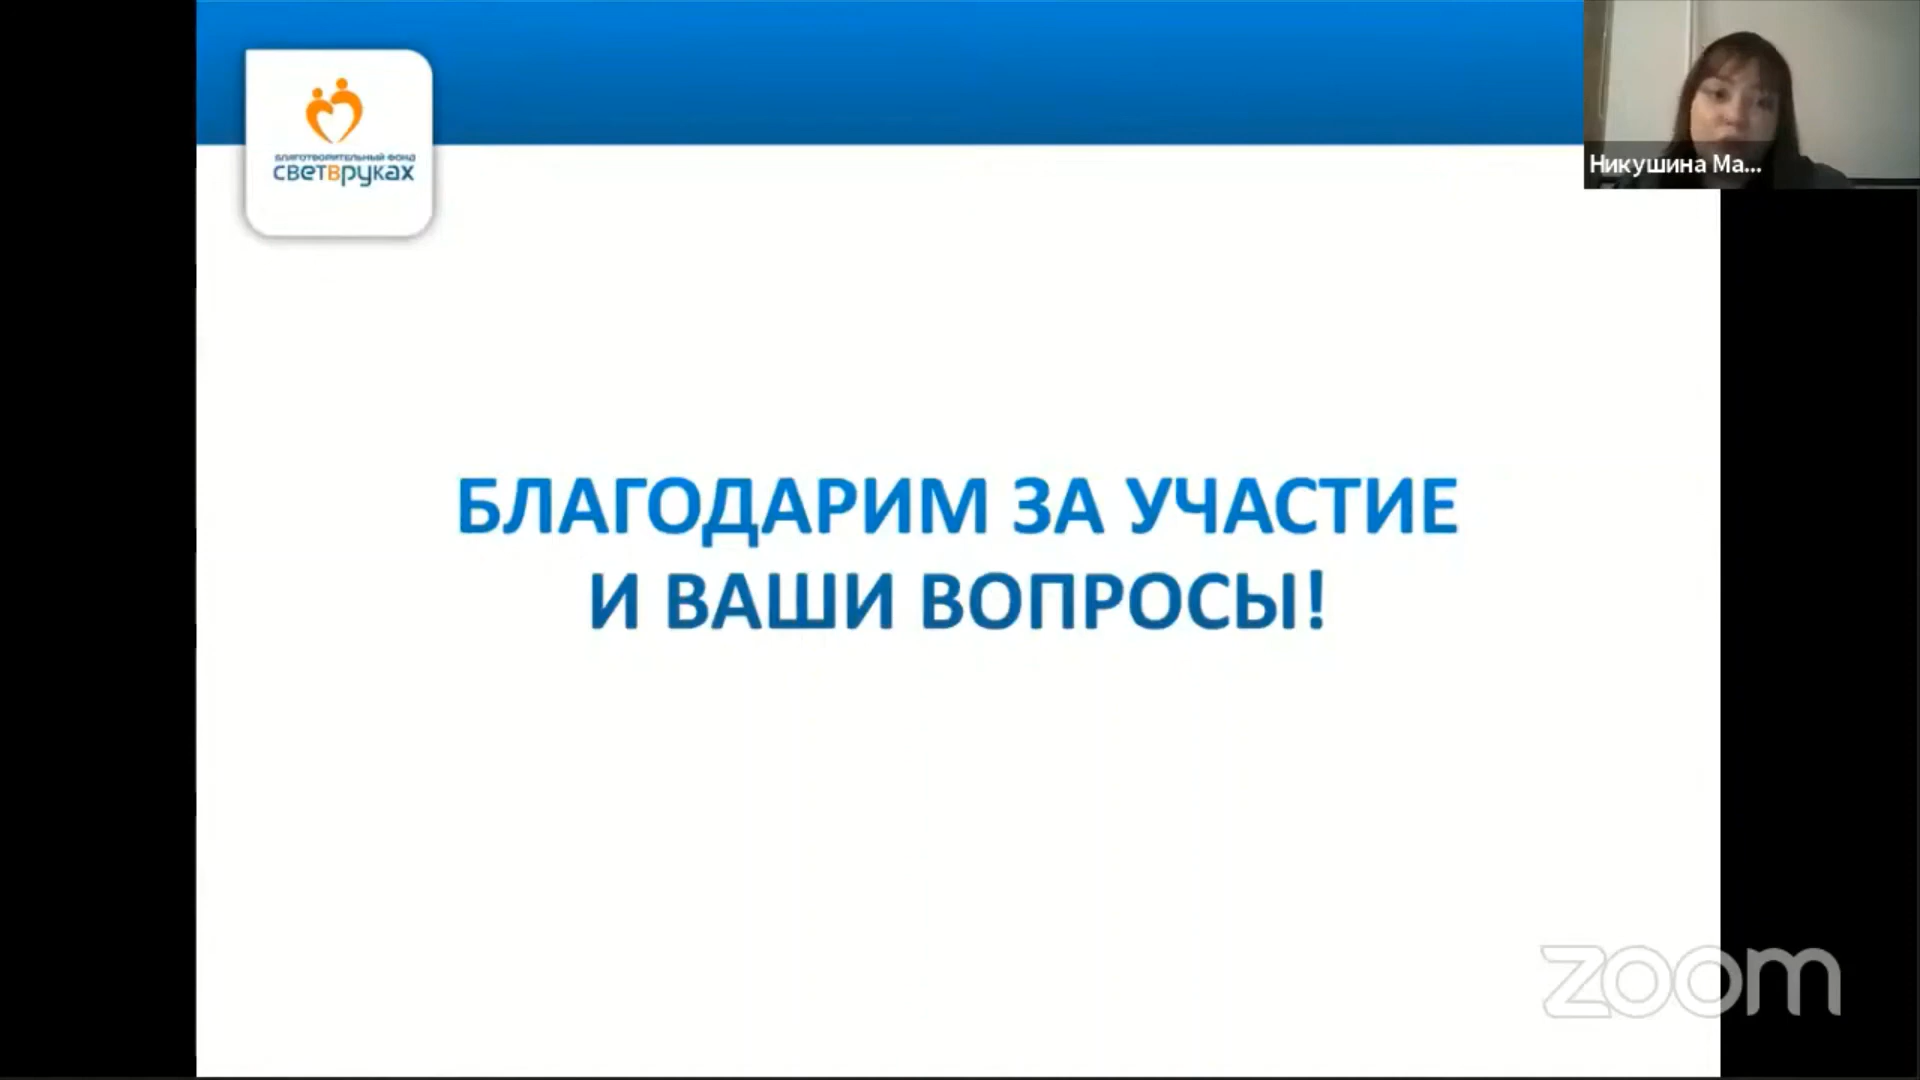 БЛАГОТВОРИТЕЛЬНЫЙ ФОНД
светвруках
Никушина Ма...
БЛАГОДАРИМ ЗА УЧАСТИЕ
И ВАШИ ВОПРОСЫ!
zoom